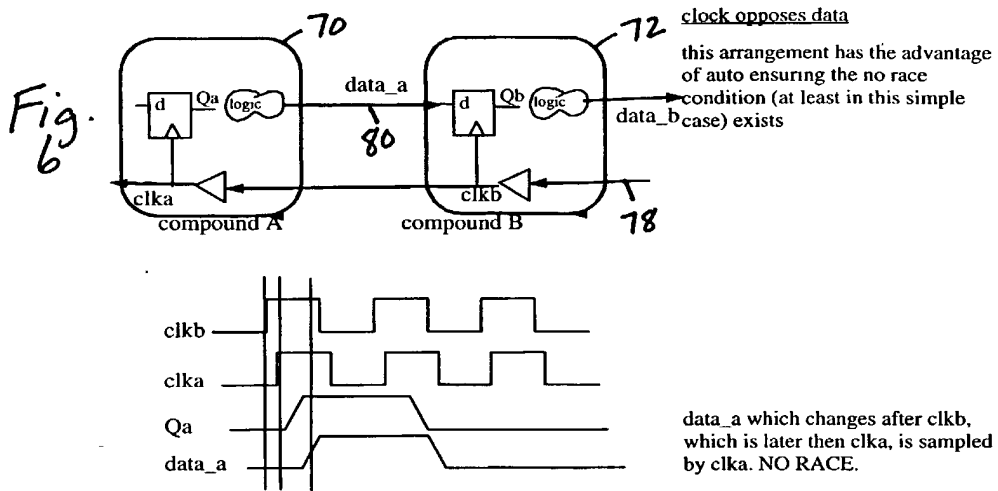 Fig. 6
70
72
clock opposes data
this arrangement has the advantage
of auto ensuring the no race
condition (at least in this simple
case) exists
d
Qa
logic
data_a
80
d
Qb
logic
data_b
clka
clkb
78
compound A
compound B
clkb
clka
Qa
data_a
data_a which changes after clkb,
which is later then clka, is sampled
by clka. NO RACE.